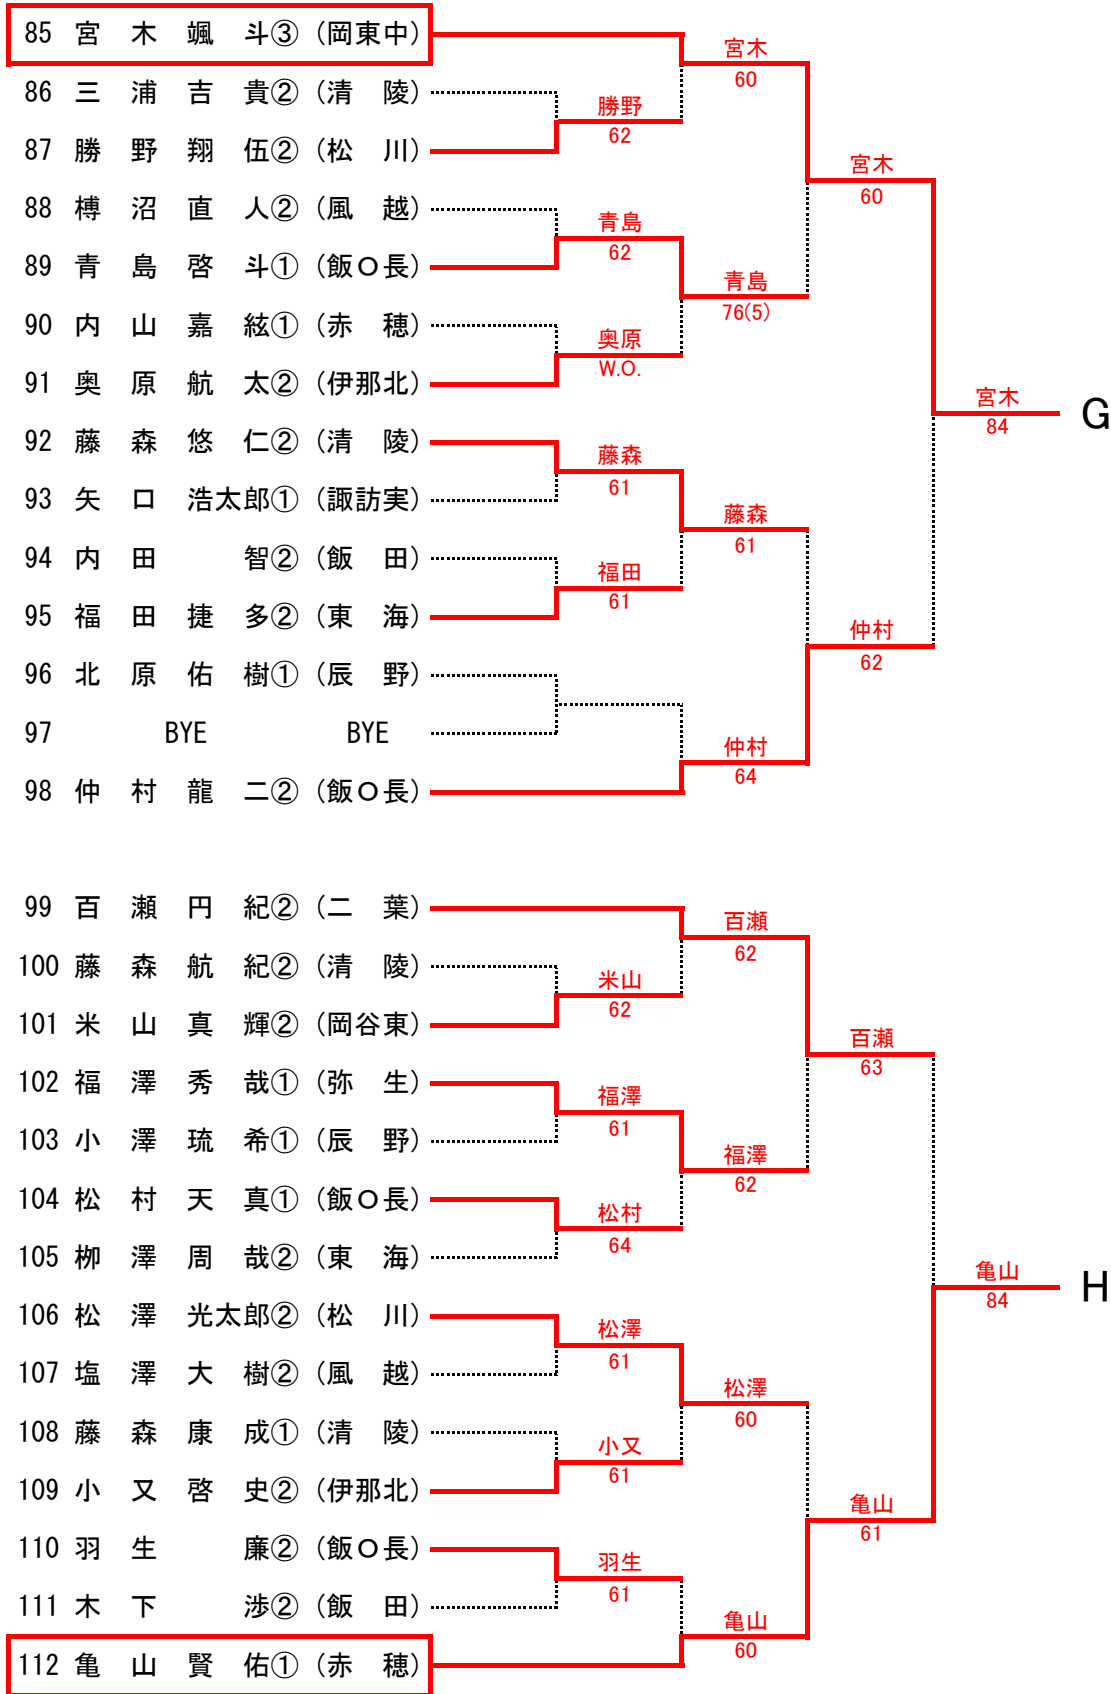 85 宮 木 颯 斗③ (岡東中)
宮木
60
86 三 浦 吉 貴② (清 陵)
勝野
62
87 勝 野 翔 伍② (松 川)
宮木
60
88 榑 沼 直 人② (風 越)
青島
62
89 青 島 啓 斗① (飯O長)
青島
76(5)
90 内 山 嘉 絃① (赤 穂)
奥原
W.O.
91 奥 原 航 太② (伊那北)
宮木
84
G
92 藤 森 悠 仁② (清 陵)
藤森
61
93 矢 口 浩太郎① (諏訪実)
藤森
61
94 内 田 智② (飯 田)
福田
61
95 福 田 捷 多② (東 海)
仲村
62
96 北 原 佑 樹① (辰 野)
97 BYE BYE
仲村
64
98 仲 村 龍 二② (飯O長)
99 百 瀬 円 紀② (二 葉)
百瀬
62
100 藤 森 航 紀② (清 陵)
米山
62
101 米 山 真 輝② (岡谷東)
百瀬
63
102 福 澤 秀 哉① (弥 生)
福澤
61
103 小 澤 琉 希① (辰 野)
福澤
62
104 松 村 天 真① (飯O長)
松村
64
105 栁 澤 周 哉② (東 海)
亀山
84
H
106 松 澤 光太郎② (松 川)
松澤
61
107 塩 澤 大 樹② (風 越)
松澤
60
108 藤 森 康 成① (清 陵)
小又
61
109 小 又 啓 史② (伊那北)
亀山
61
110 羽 生 廉② (飯O長)
羽生
61
111 木 下 渉② (飯 田)
亀山
60
112 亀 山 賢 佑① (赤 穂)